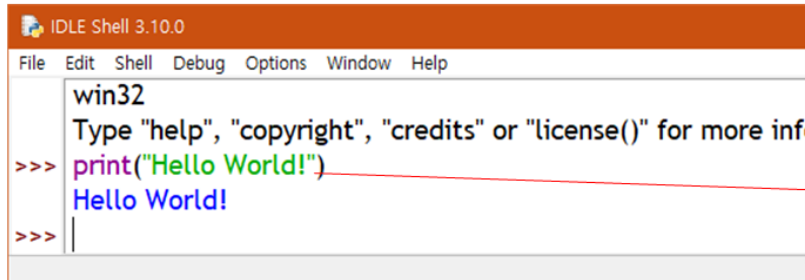 IDLE Shell 3.10.0
File Edit Shell Debug Options Window Help
win32
Type "help", "copyright", "credits" or "license()" for more inf
>>> print("Hello World!")
Hello World!
>>>